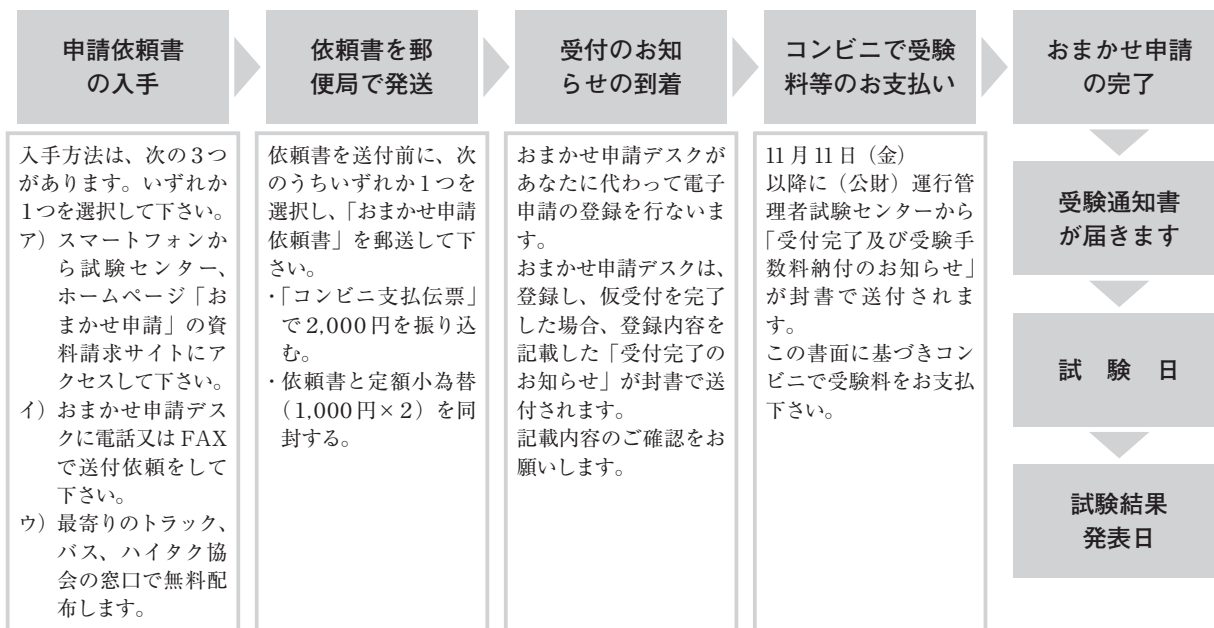 申請依頼書
の入手
依頼書を郵
便局で発送
受付のお知
らせの到着
コンビニで受験
料等のお支払い
おまかせ申請
の完了
入手方法は、次の3つ
があります。いずれか
1つを選択して下さい。
ア）スマートフォンか
ら試験センター、
ホームページ「お
まかせ申請」の資
料請求サイトにア
クセスして下さい。
イ）おまかせ申請デス
クに電話又はFAX
で送付依頼をして
下さい。
ウ）最寄りのトラック、
バス、ハイタク協
会の窓口で無料配
布します。
依頼書を送付前に、次
のうちいずれか1つを
選択し、「おまかせ申請
依頼書」を郵送して下
さい。
・「コンビニ支払伝票」
で2,000円を振り込
む。
・依頼書と定額小為替
（1,000円×2）を同
封する。
おまかせ申請デスクが
あなたに代わって電子
申請の登録を行ないま
す。
おまかせ申請デスクは、
登録し、仮受付を完了
した場合、登録内容を
記載した「受付完了の
お知らせ」が封書で送
付されます。
記載内容のご確認をお
願いします。
11月11日（金）
以降に（公財）運行管
理者試験センターから
「受付完了及び受験手
数料納付のお知らせ」
が封書で送付されま
す。
この書面に基づきコン
ビニで受験料をお支払
下さい。
受験通知書
が届きます
試　験　日
試験結果
発表日